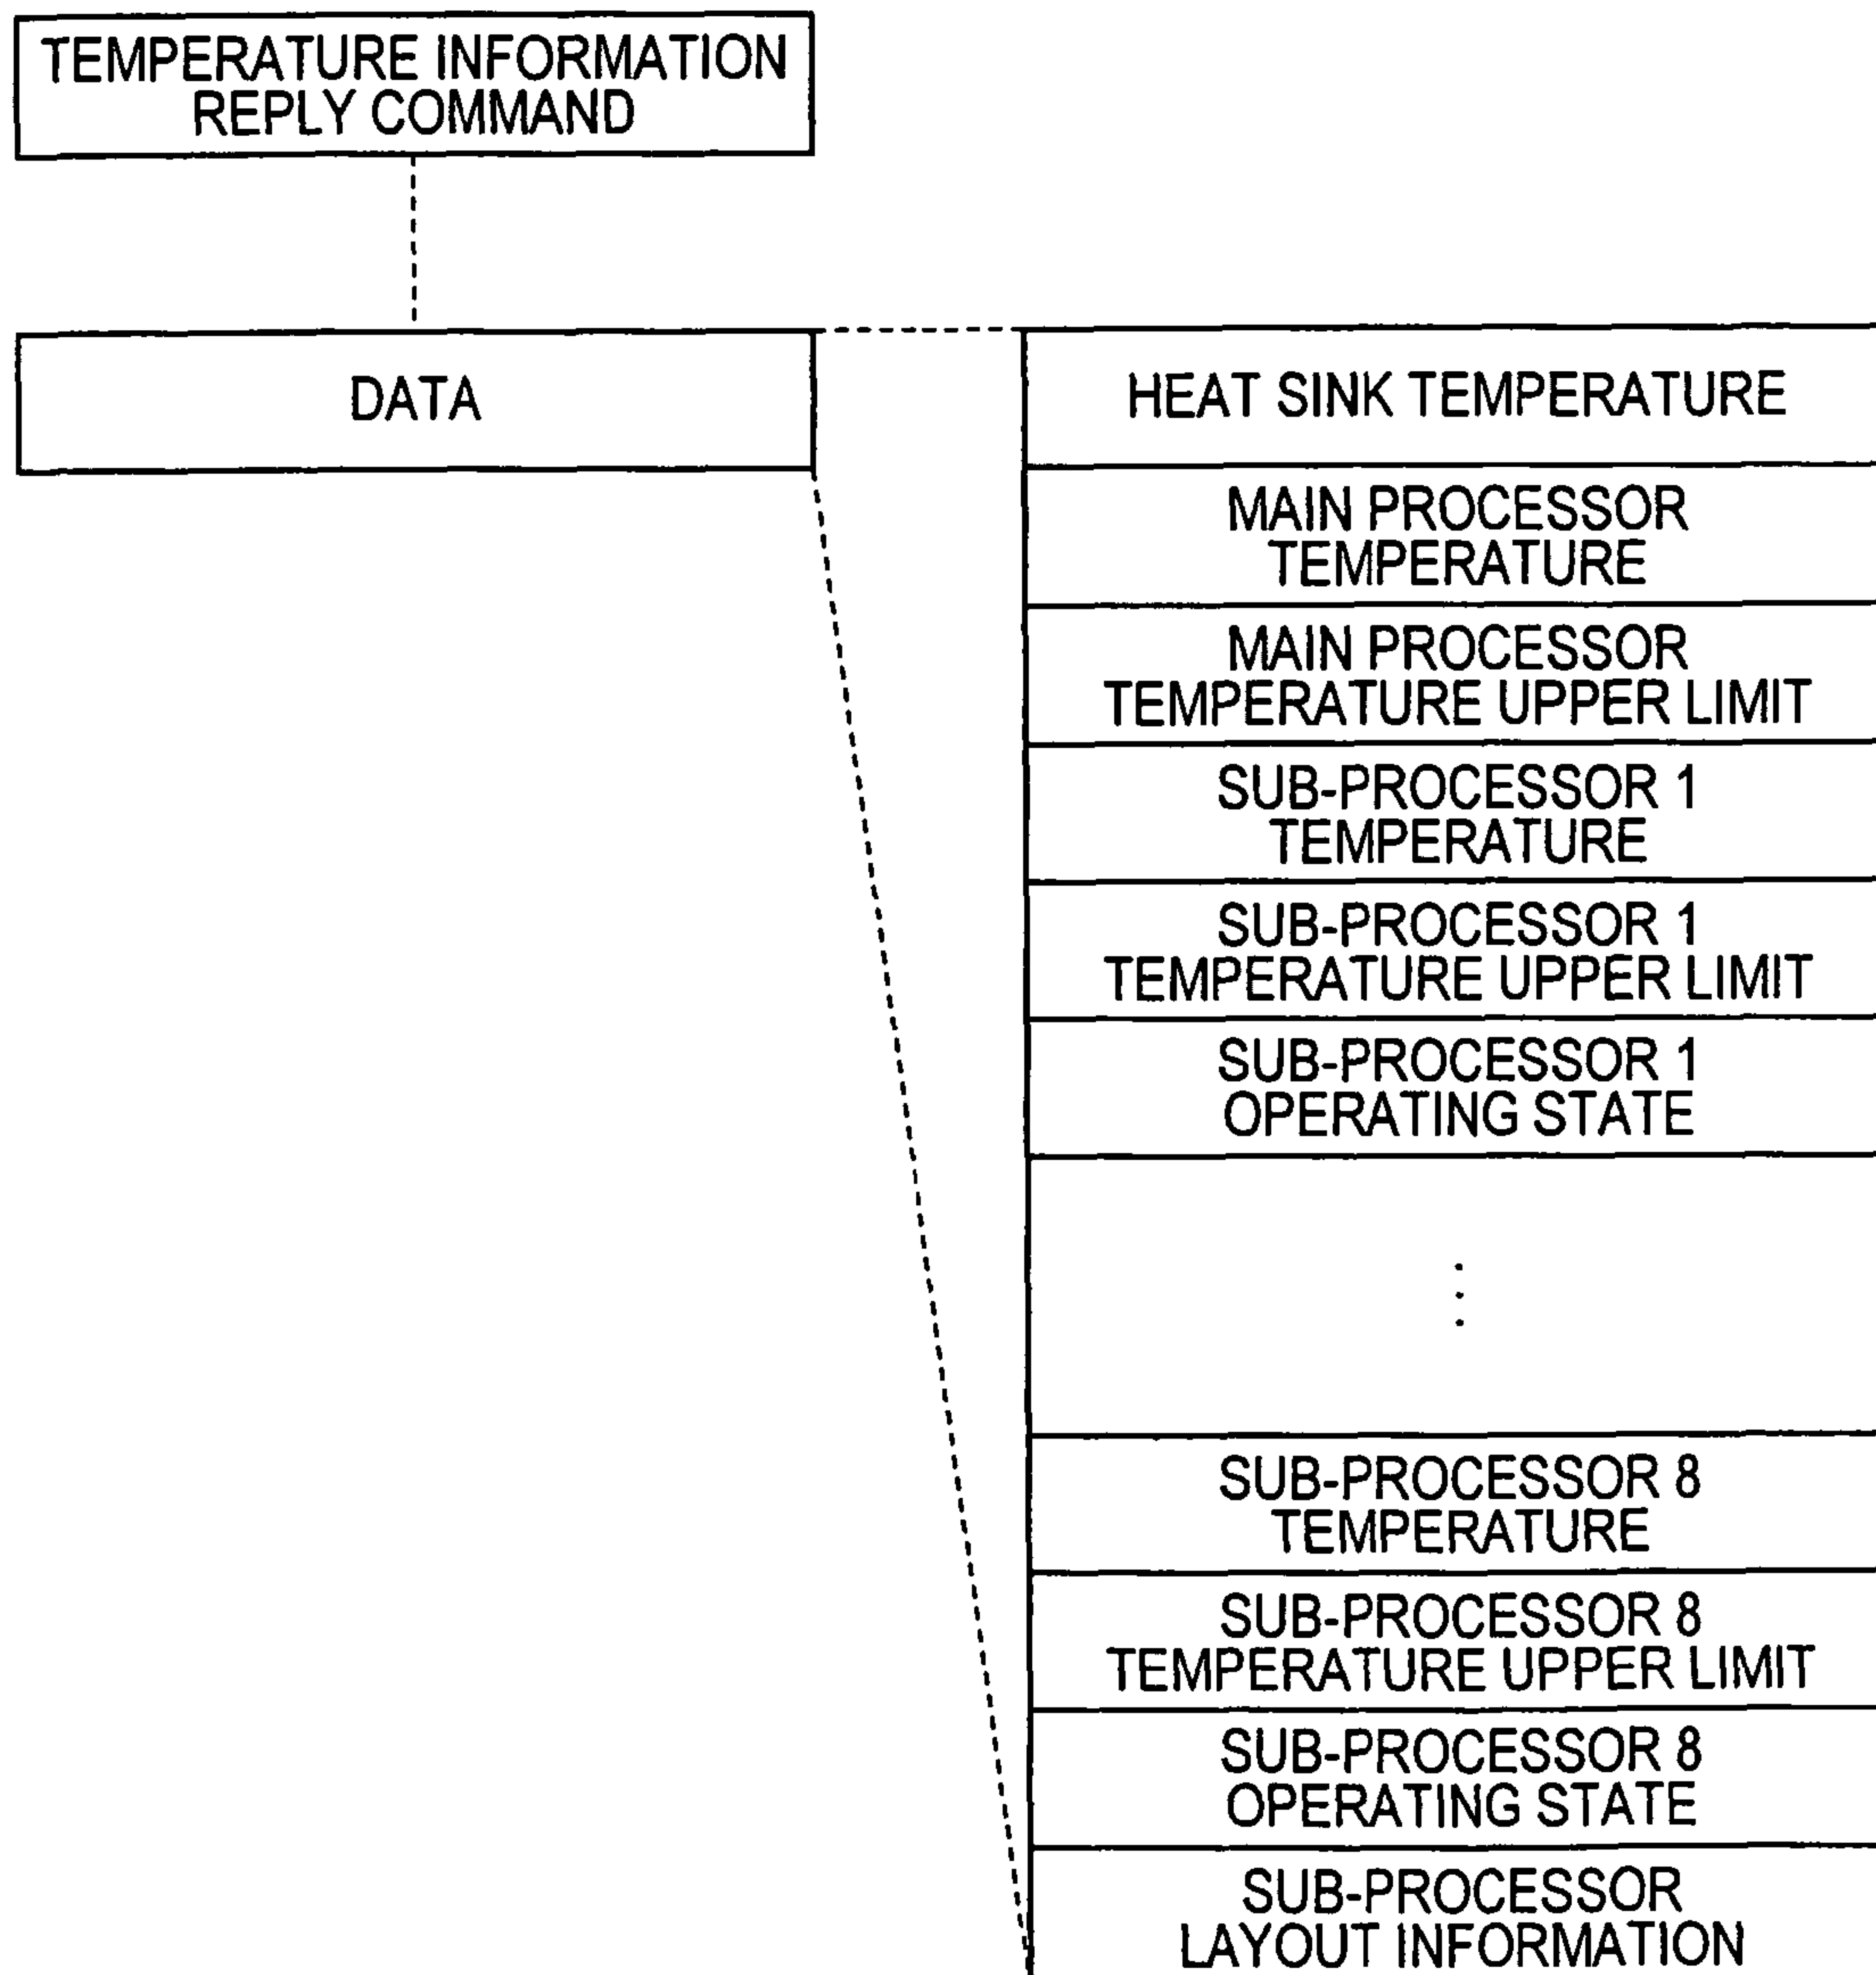 TEMPERATURE INFORMATION
REPLY COMMAND
DATA
HEAT SINK TEMPERATURE
MAIN PROCESSOR
TEMPERATURE
MAIN PROCESSOR
TEMPERATURE UPPER LIMIT
SUB-PROCESSOR 1
TEMPERATURE
SUB-PROCESSOR 1
TEMPERATURE UPPER LIMIT
SUB-PROCESSOR 1
OPERATING STATE
⋮
SUB-PROCESSOR 8
TEMPERATURE
SUB-PROCESSOR 8
TEMPERATURE UPPER LIMIT
SUB-PROCESSOR 8
OPERATING STATE
SUB-PROCESSOR
LAYOUT INFORMATION